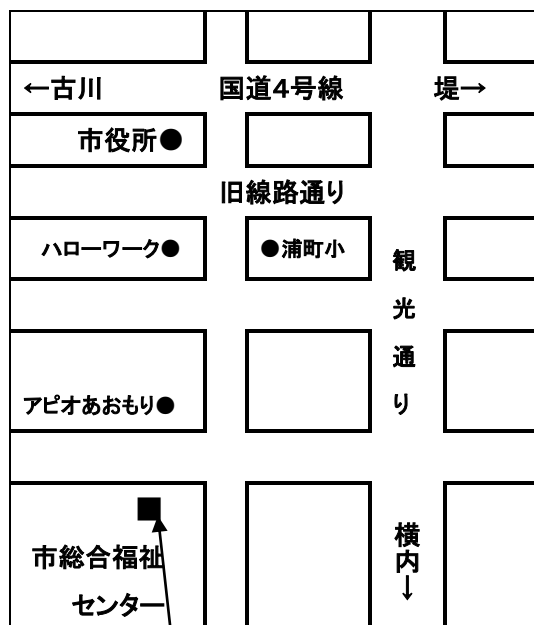 ←古川 国道4号線 堤→
市役所●
旧線路通り
ハローワーク●
●浦町小
観光通り
アピオあおもり●
横内↓
市総合福祉
センター